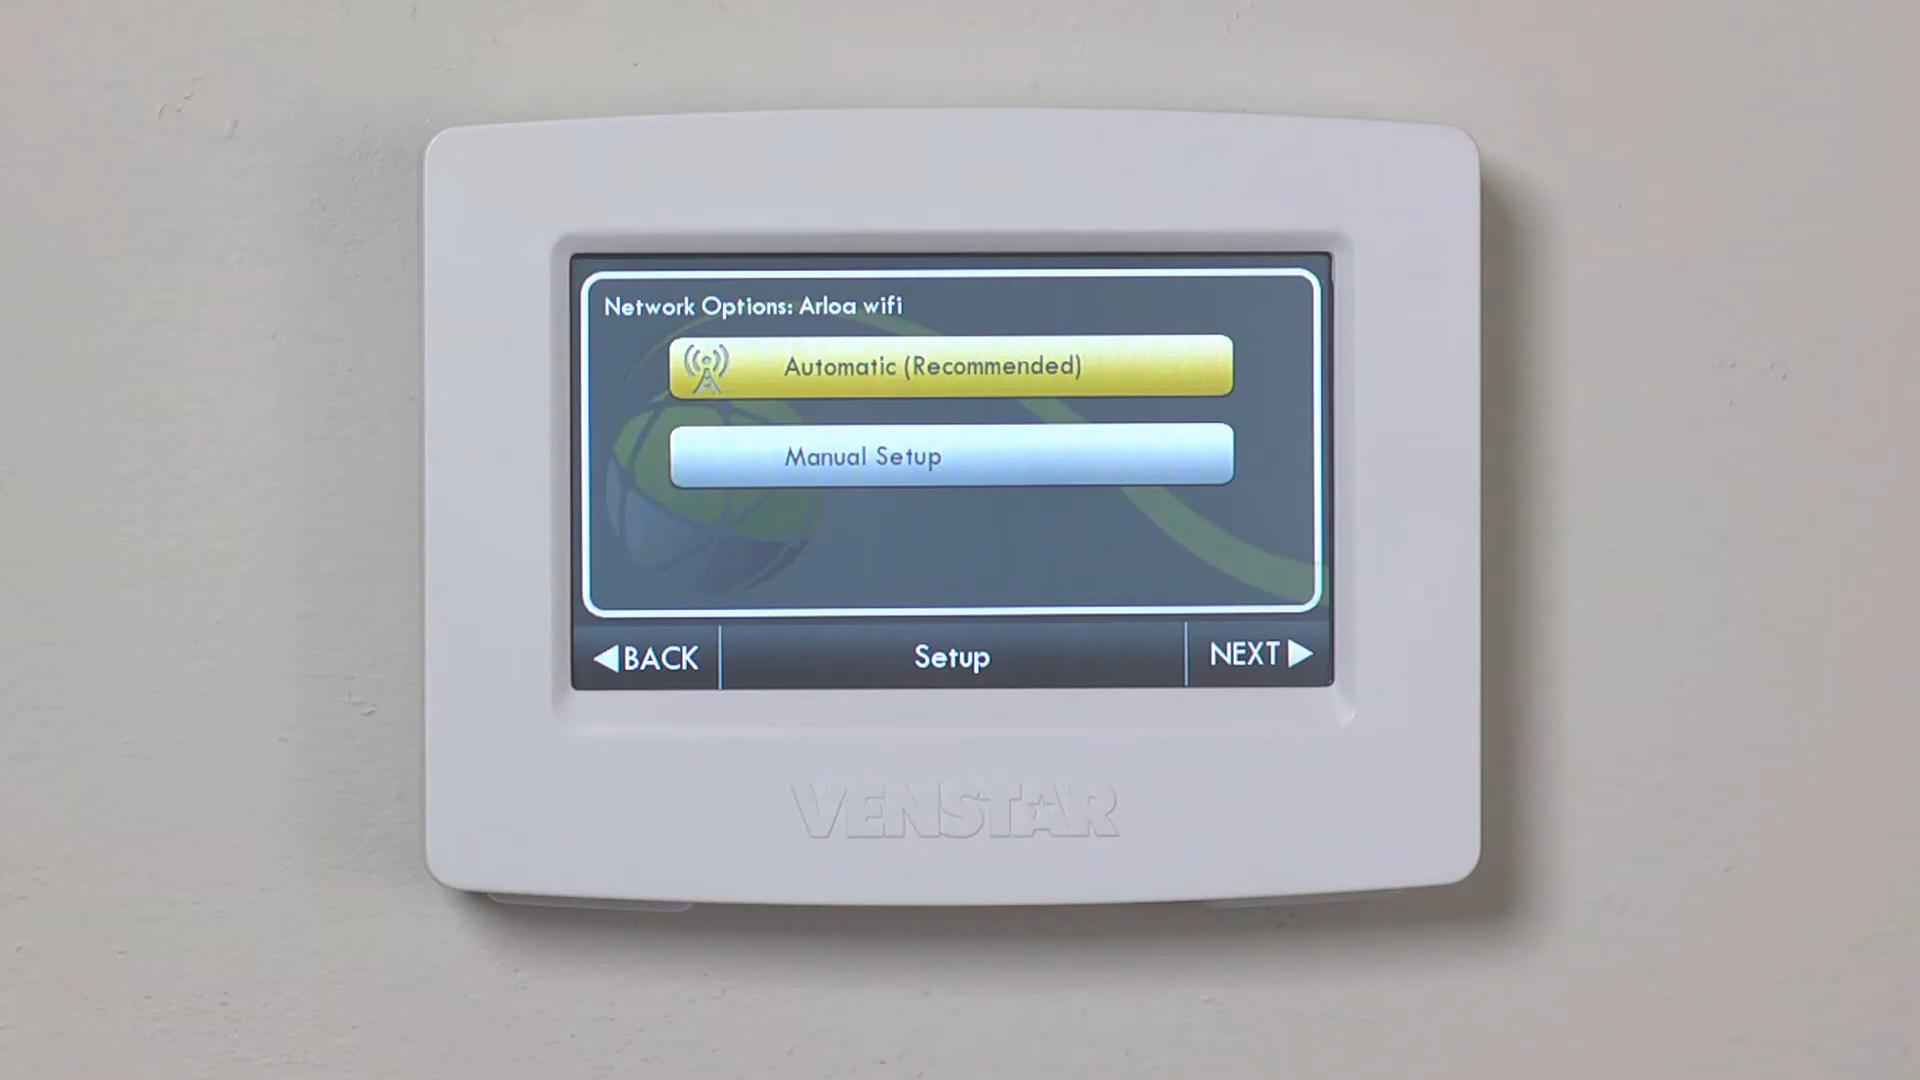 Network Options: Arloa wifi
Automatic (Recommended)
Manual Setup
BACK
Setup
NEXT
VENSTAR